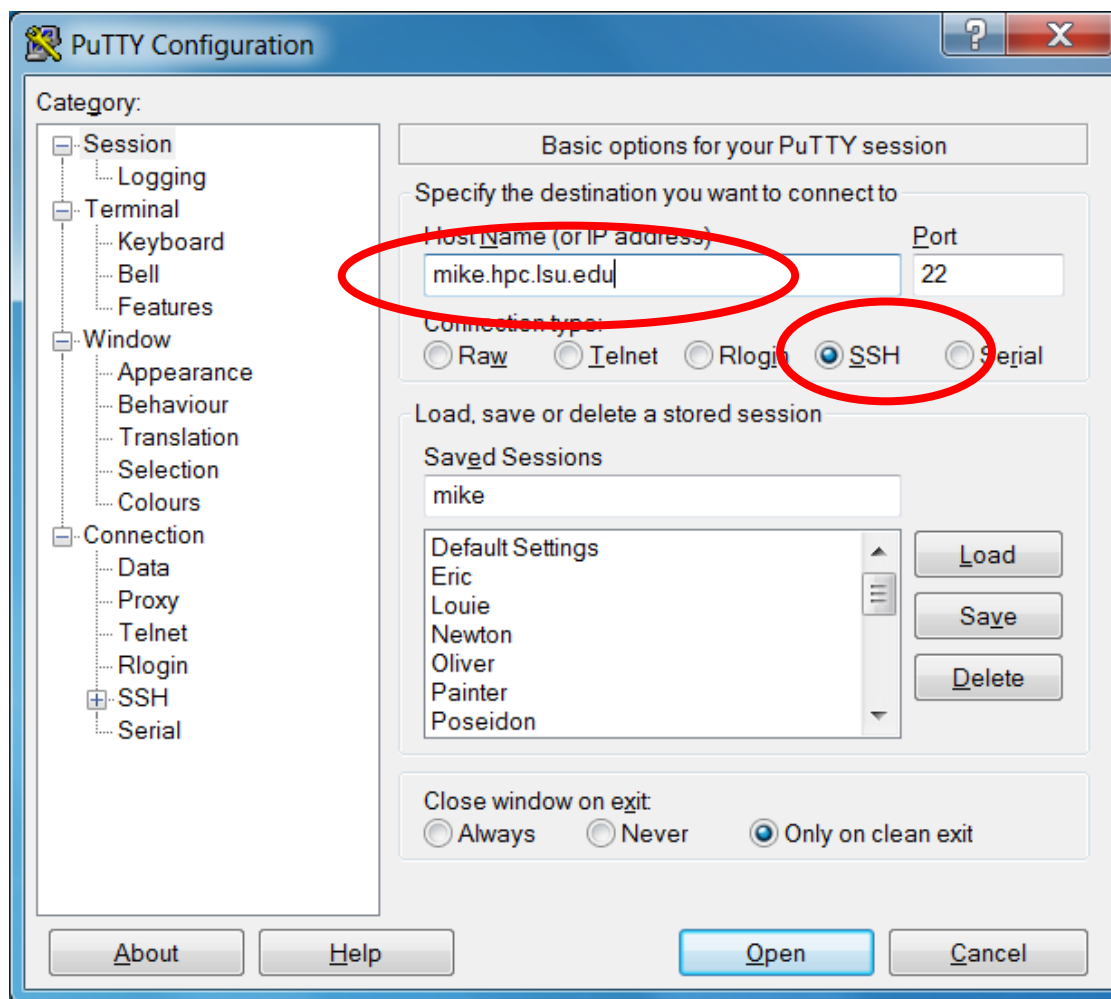 PuTTY Configuration
Category:
Session
Logging
Terminal
Keyboard
Bell
Features
Window
Appearance
Behaviour
Translation
Selection
Colours
Connection
Data
Proxy
Telnet
Rlogin
SSH
Serial
Basic options for your PuTTY session
Specify the destination you want to connect to
Host Name (or IP address) Port
mike.hpc.lsu.edu 22
Connection type:
Raw Telnet Rlogin SSH Serial
Load, save or delete a stored session
Saved Sessions
mike
Default Settings
Eric
Louie
Newton
Oliver
Painter
Poseidon
Load
Save
Delete
Close window on exit:
Always Never Only on clean exit
About Help Open Cancel